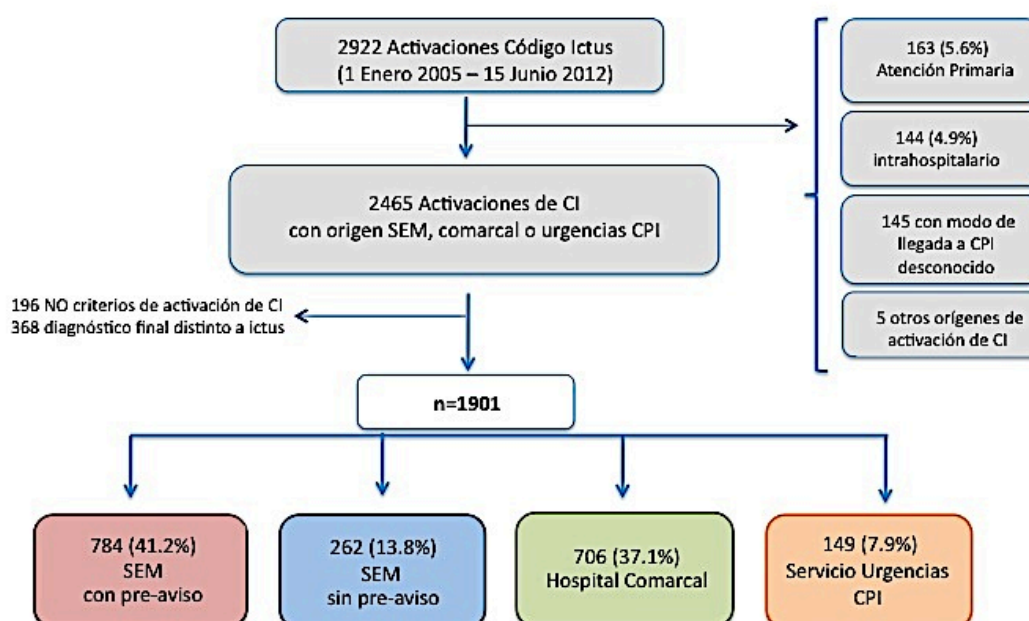 2922 Activaciones Código Ictus
(1 Enero 2005 – 15 Junio 2012)
163 (5.6%)
Atención Primaria
144 (4.9%)
intrahospitalario
145 con modo de
llegada a CPI
desconocido
5 otros orígenes de
activación de CI
2465 Activaciones de CI
con origen SEM, comarcal o urgencias CPI
196 NO criterios de activación de CI
368 diagnóstico final distinto a ictus
n=1901
784 (41.2%)
SEM
con pre-aviso
262 (13.8%)
SEM
sin pre-aviso
706 (37.1%)
Hospital Comarcal
149 (7.9%)
Servicio Urgencias
CPI